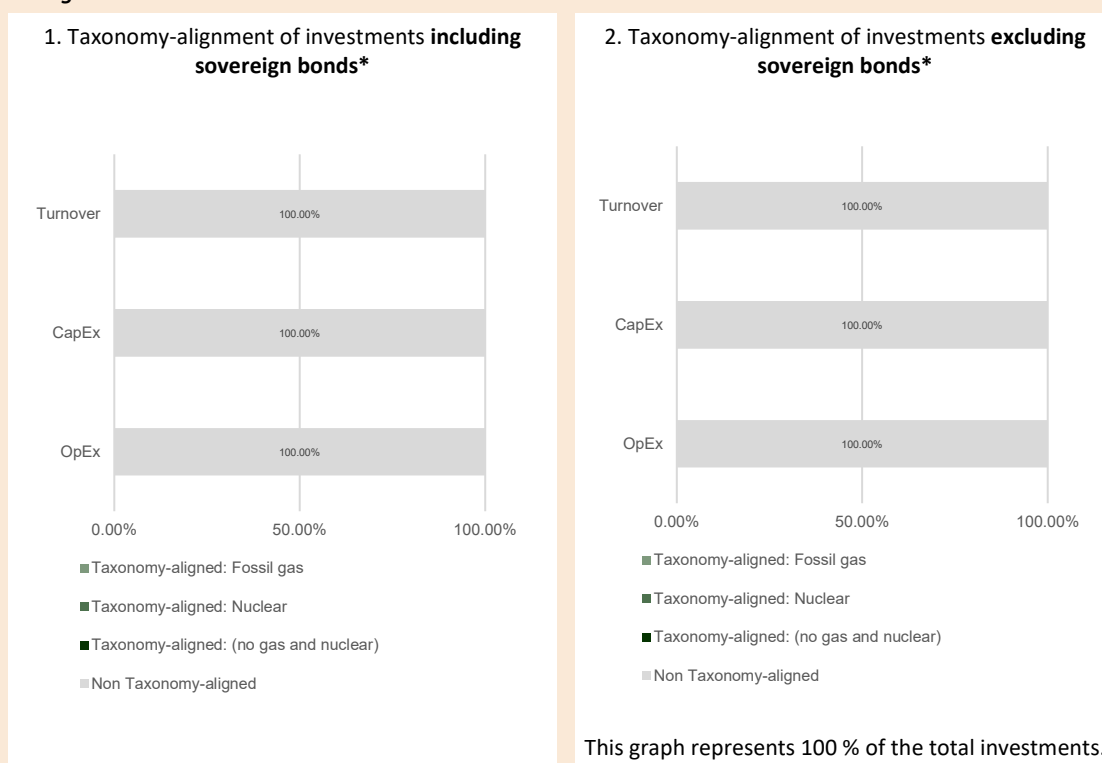 1. Taxonomy-alignment of investments including
sovereign bonds*
Turnover
100.00%
CapEx
100.00%
OpEx
100.00%
0.00% 50.00% 100.00%
Taxonomy-aligned: Fossil gas
Taxonomy-aligned: Nuclear
Taxonomy-aligned: (no gas and nuclear)
Non Taxonomy-aligned
2. Taxonomy-alignment of investments excluding
sovereign bonds*
Turnover
100.00%
CapEx
100.00%
OpEx
100.00%
0.00% 50.00% 100.00%
Taxonomy-aligned: Fossil gas
Taxonomy-aligned: Nuclear
Taxonomy-aligned: (no gas and nuclear)
Non Taxonomy-aligned
This graph represents 100 % of the total investments.